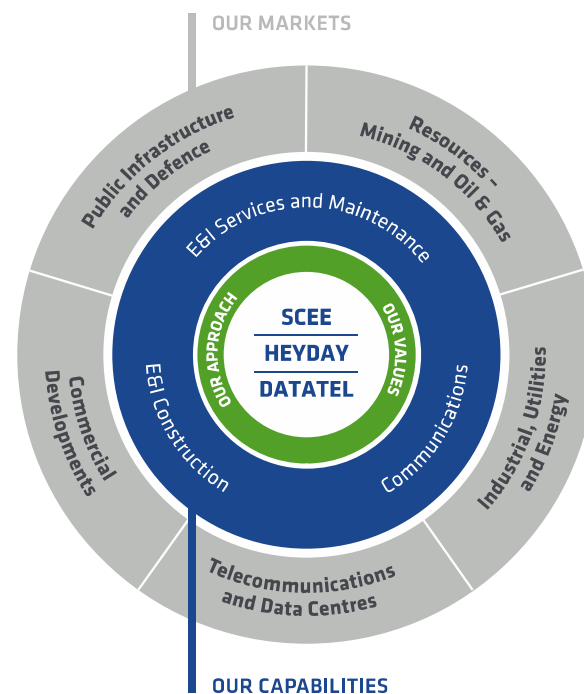 OUR MARKETS
Public Infrastructure
and Defence
Resources –
Mining and Oil & Gas
E&I Services and Maintenance
OUR APPROACH
SCEE
HEYDAY
DATATEL
OUR VALUES
Commercial
Developments
E&I Construction
Communications
Industrial, Utilities
and Energy
Telecommunications
and Data Centres
OUR CAPABILITIES